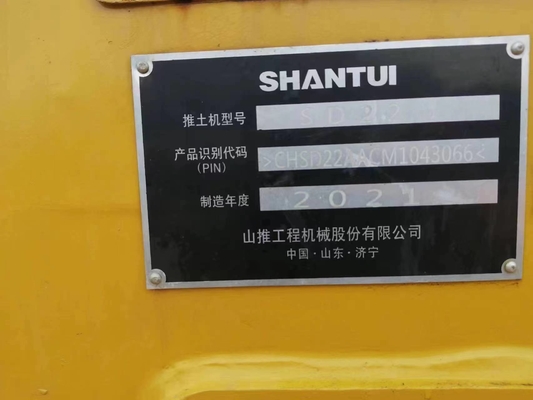 SHANTUI
推土机型号 SD22
产品识别代码 >CHSD22AACM1043066<
(PIN)
制造年度 2021
山推工程机械股份有限公司
中国·山东·济宁